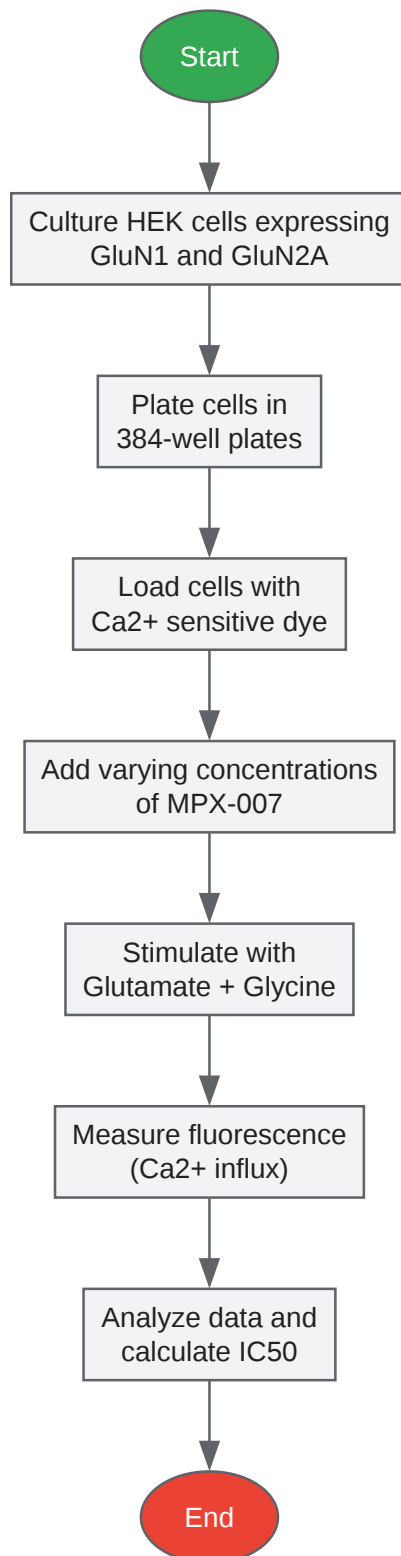 Start
Culture HEK cells expressing
GluN1 and GluN2A
Plate cells in
384-well plates
Load cells with
Ca2+ sensitive dye
Add varying concentrations
of MPX-007
Stimulate with
Glutamate + Glycine
Measure fluorescence
(Ca2+ influx)
Analyze data and
calculate IC50
End